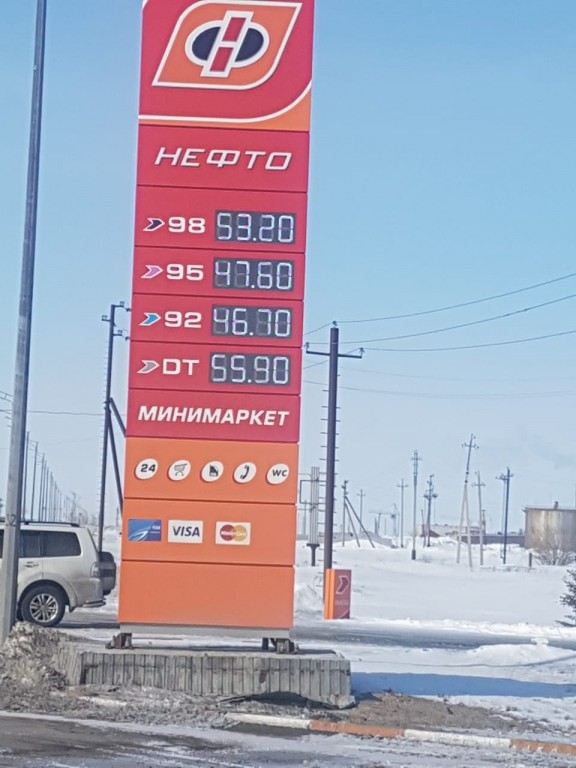 НЕФТО
98 53.20
95 47.60
92 46.70
DT 55.90
МИНИМАРКЕТ
24 WC
VISA